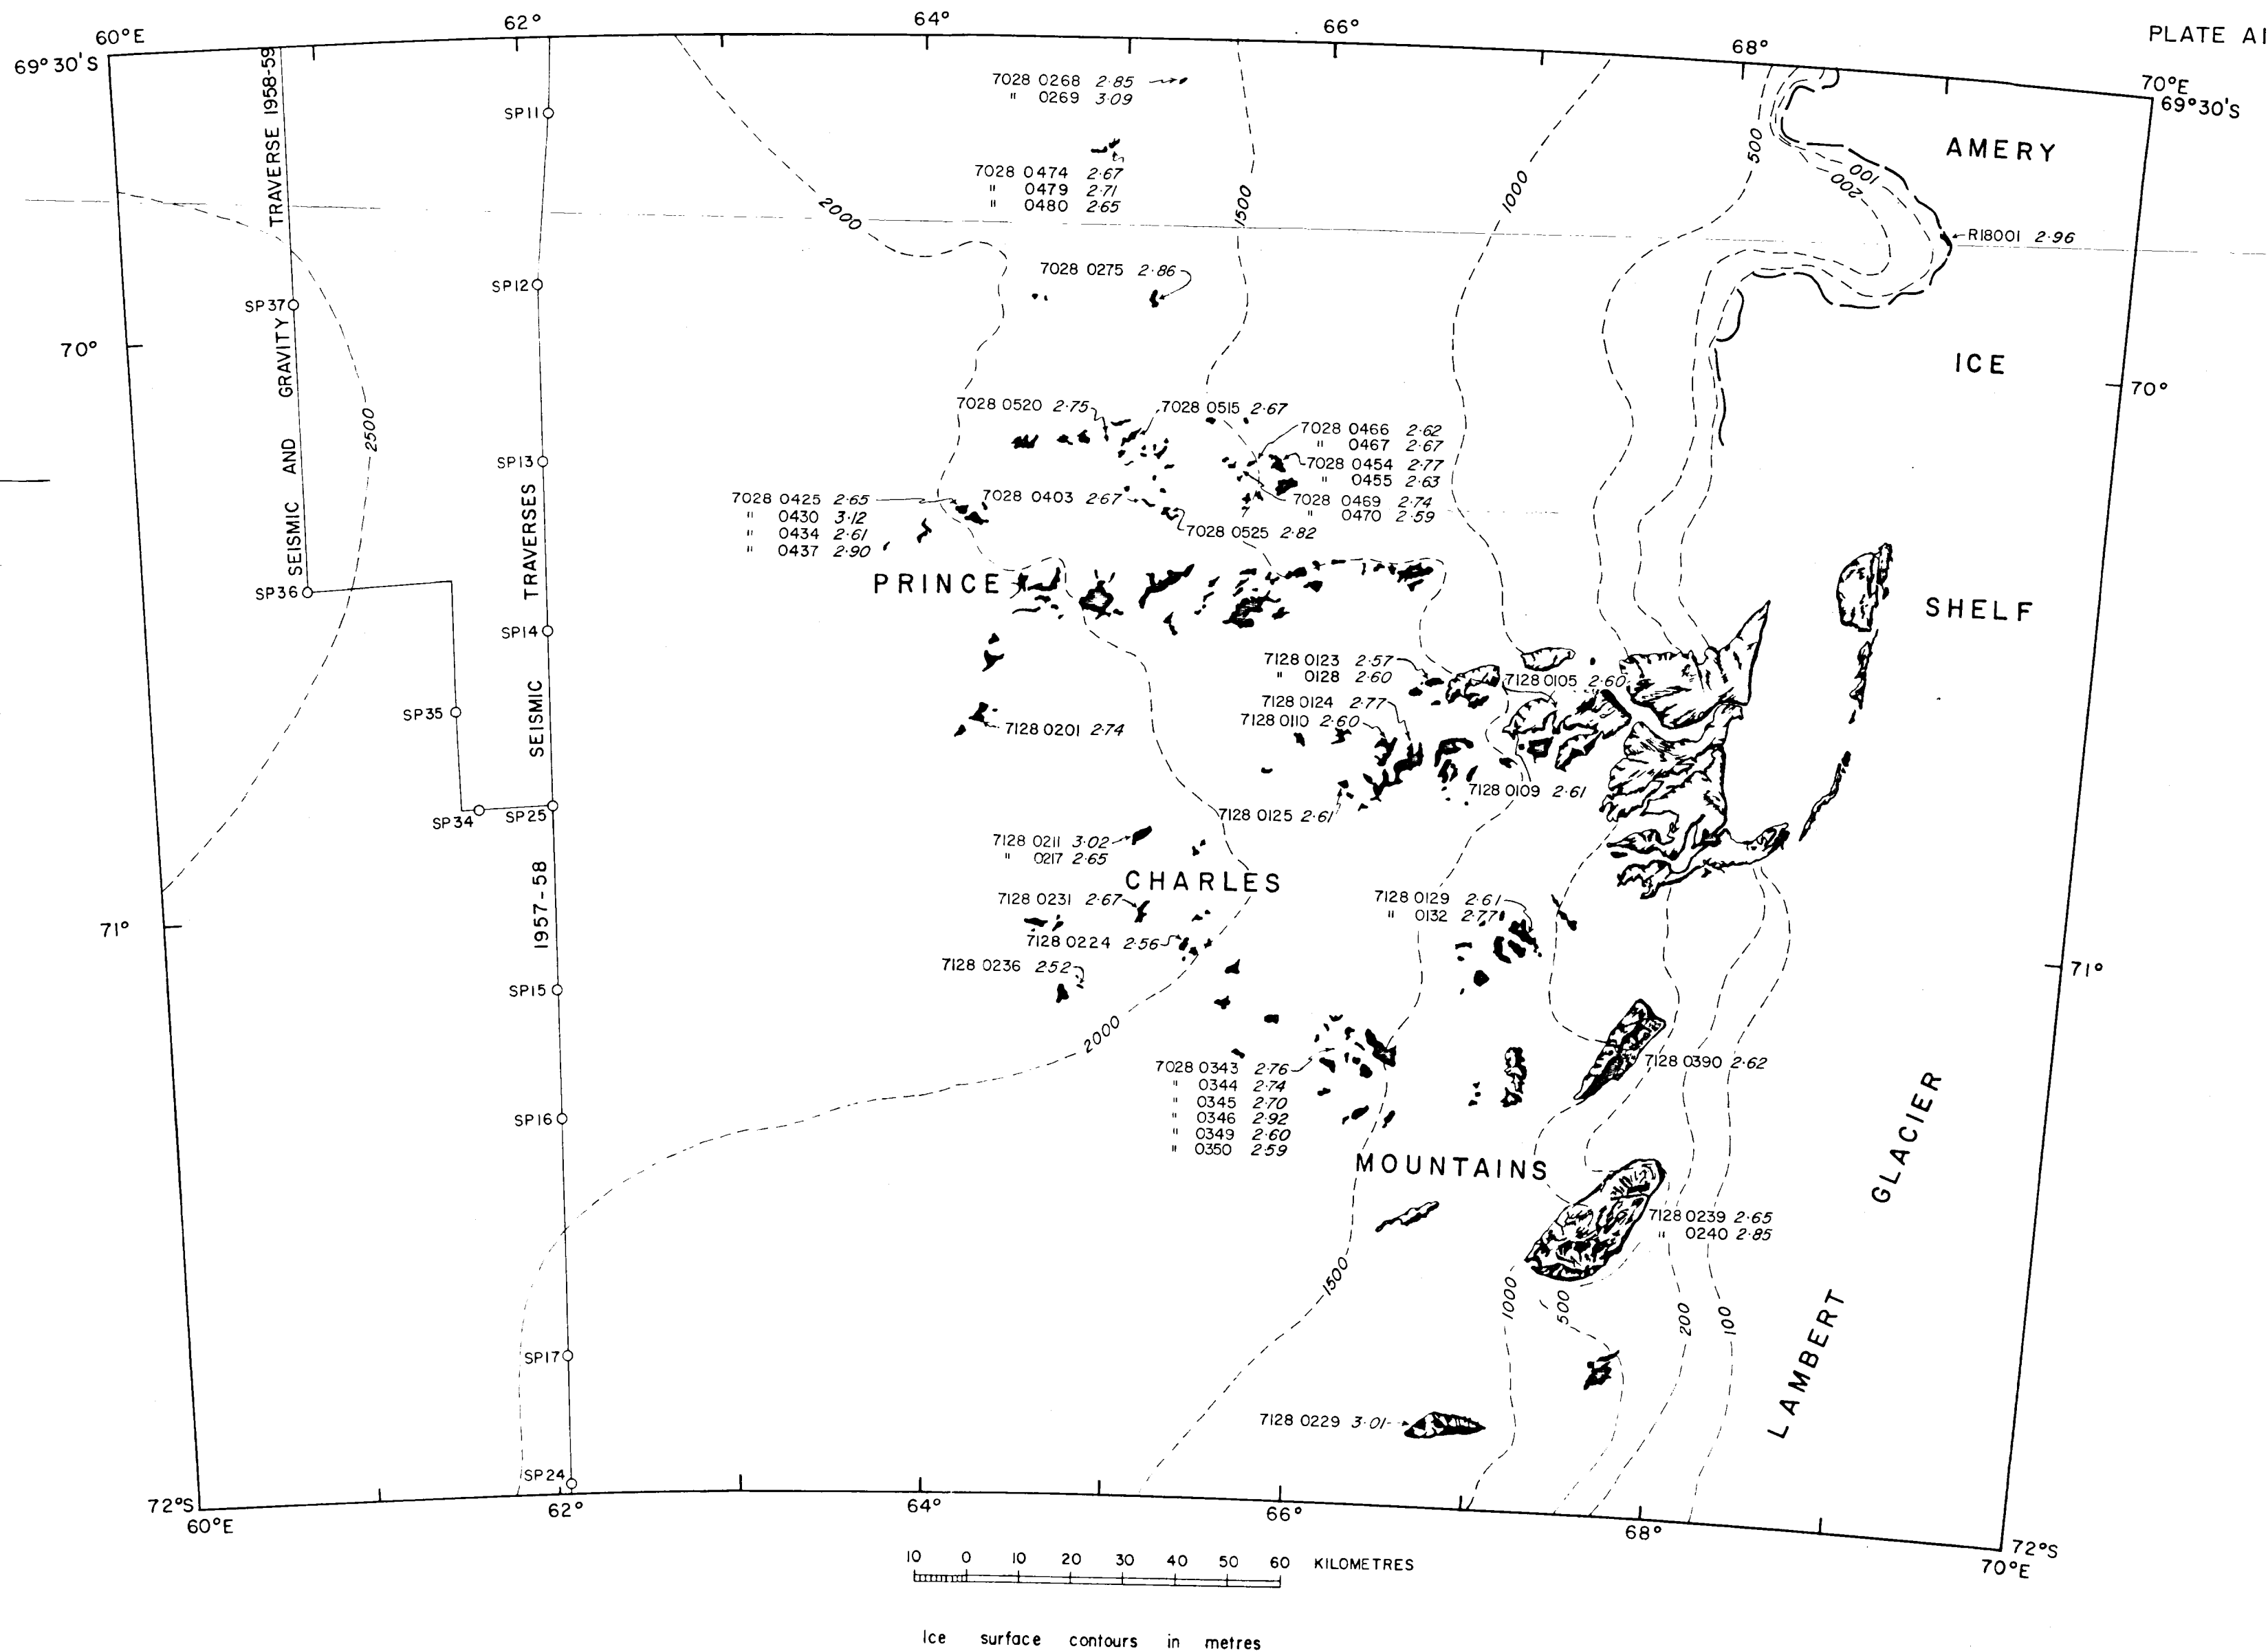 PLATE A1
60°E
62°
64°
66°
68°
70°E
69°30'S
69°30'S
7028 0268 2·85
" 0269 3·09
SP11
500
AMERY
TRAVERSE 1958-59
100
200
7028 0474 2·67
" 0479 2·71
" 0480 2·65
2000
1500
1000
R18001 2·96
7028 0275 2·86
SP12
SP37
70°
ICE
70°
SEISMIC AND GRAVITY
2500
7028 0520 2·75
7028 0515 2·67
7028 0466 2·62
" 0467 2·67
SP13
7028 0454 2·77
" 0455 2·63
7028 0425 2·65
" 0430 3·12
" 0434 2·61
" 0437 2·90
7028 0403 2·67
7028 0469 2·74
" 0470 2·59
7028 0525 2·82
PRINCE
SP36
SHELF
SP14
1957-58 SEISMIC TRAVERSES
7128 0123 2·57
" 0128 2·60
7128 0105 2·60
7128 0124 2·77
7128 0110 2·60
SP35
7128 0201 2·74
7128 0109 2·61
7128 0125 2·61
SP34
SP25
7128 0211 3·02
" 0217 2·65
CHARLES
7128 0231 2·67
7128 0129 2·61
" 0132 2·77
71°
7128 0224 2·56
7128 0236 2·52
71°
SP15
2000
7028 0343 2·76
" 0344 2·74
" 0345 2·70
" 0346 2·92
" 0349 2·60
" 0350 2·59
7128 0390 2·62
SP16
MOUNTAINS
LAMBERT GLACIER
7128 0239 2·65
" 0240 2·85
1500
1000
500
200
100
SP17
7128 0229 3·01
SP24
72°S
60°E
62°
64°
66°
68°
72°S
70°E
10 0 10 20 30 40 50 60 KILOMETRES
Ice surface contours in metres